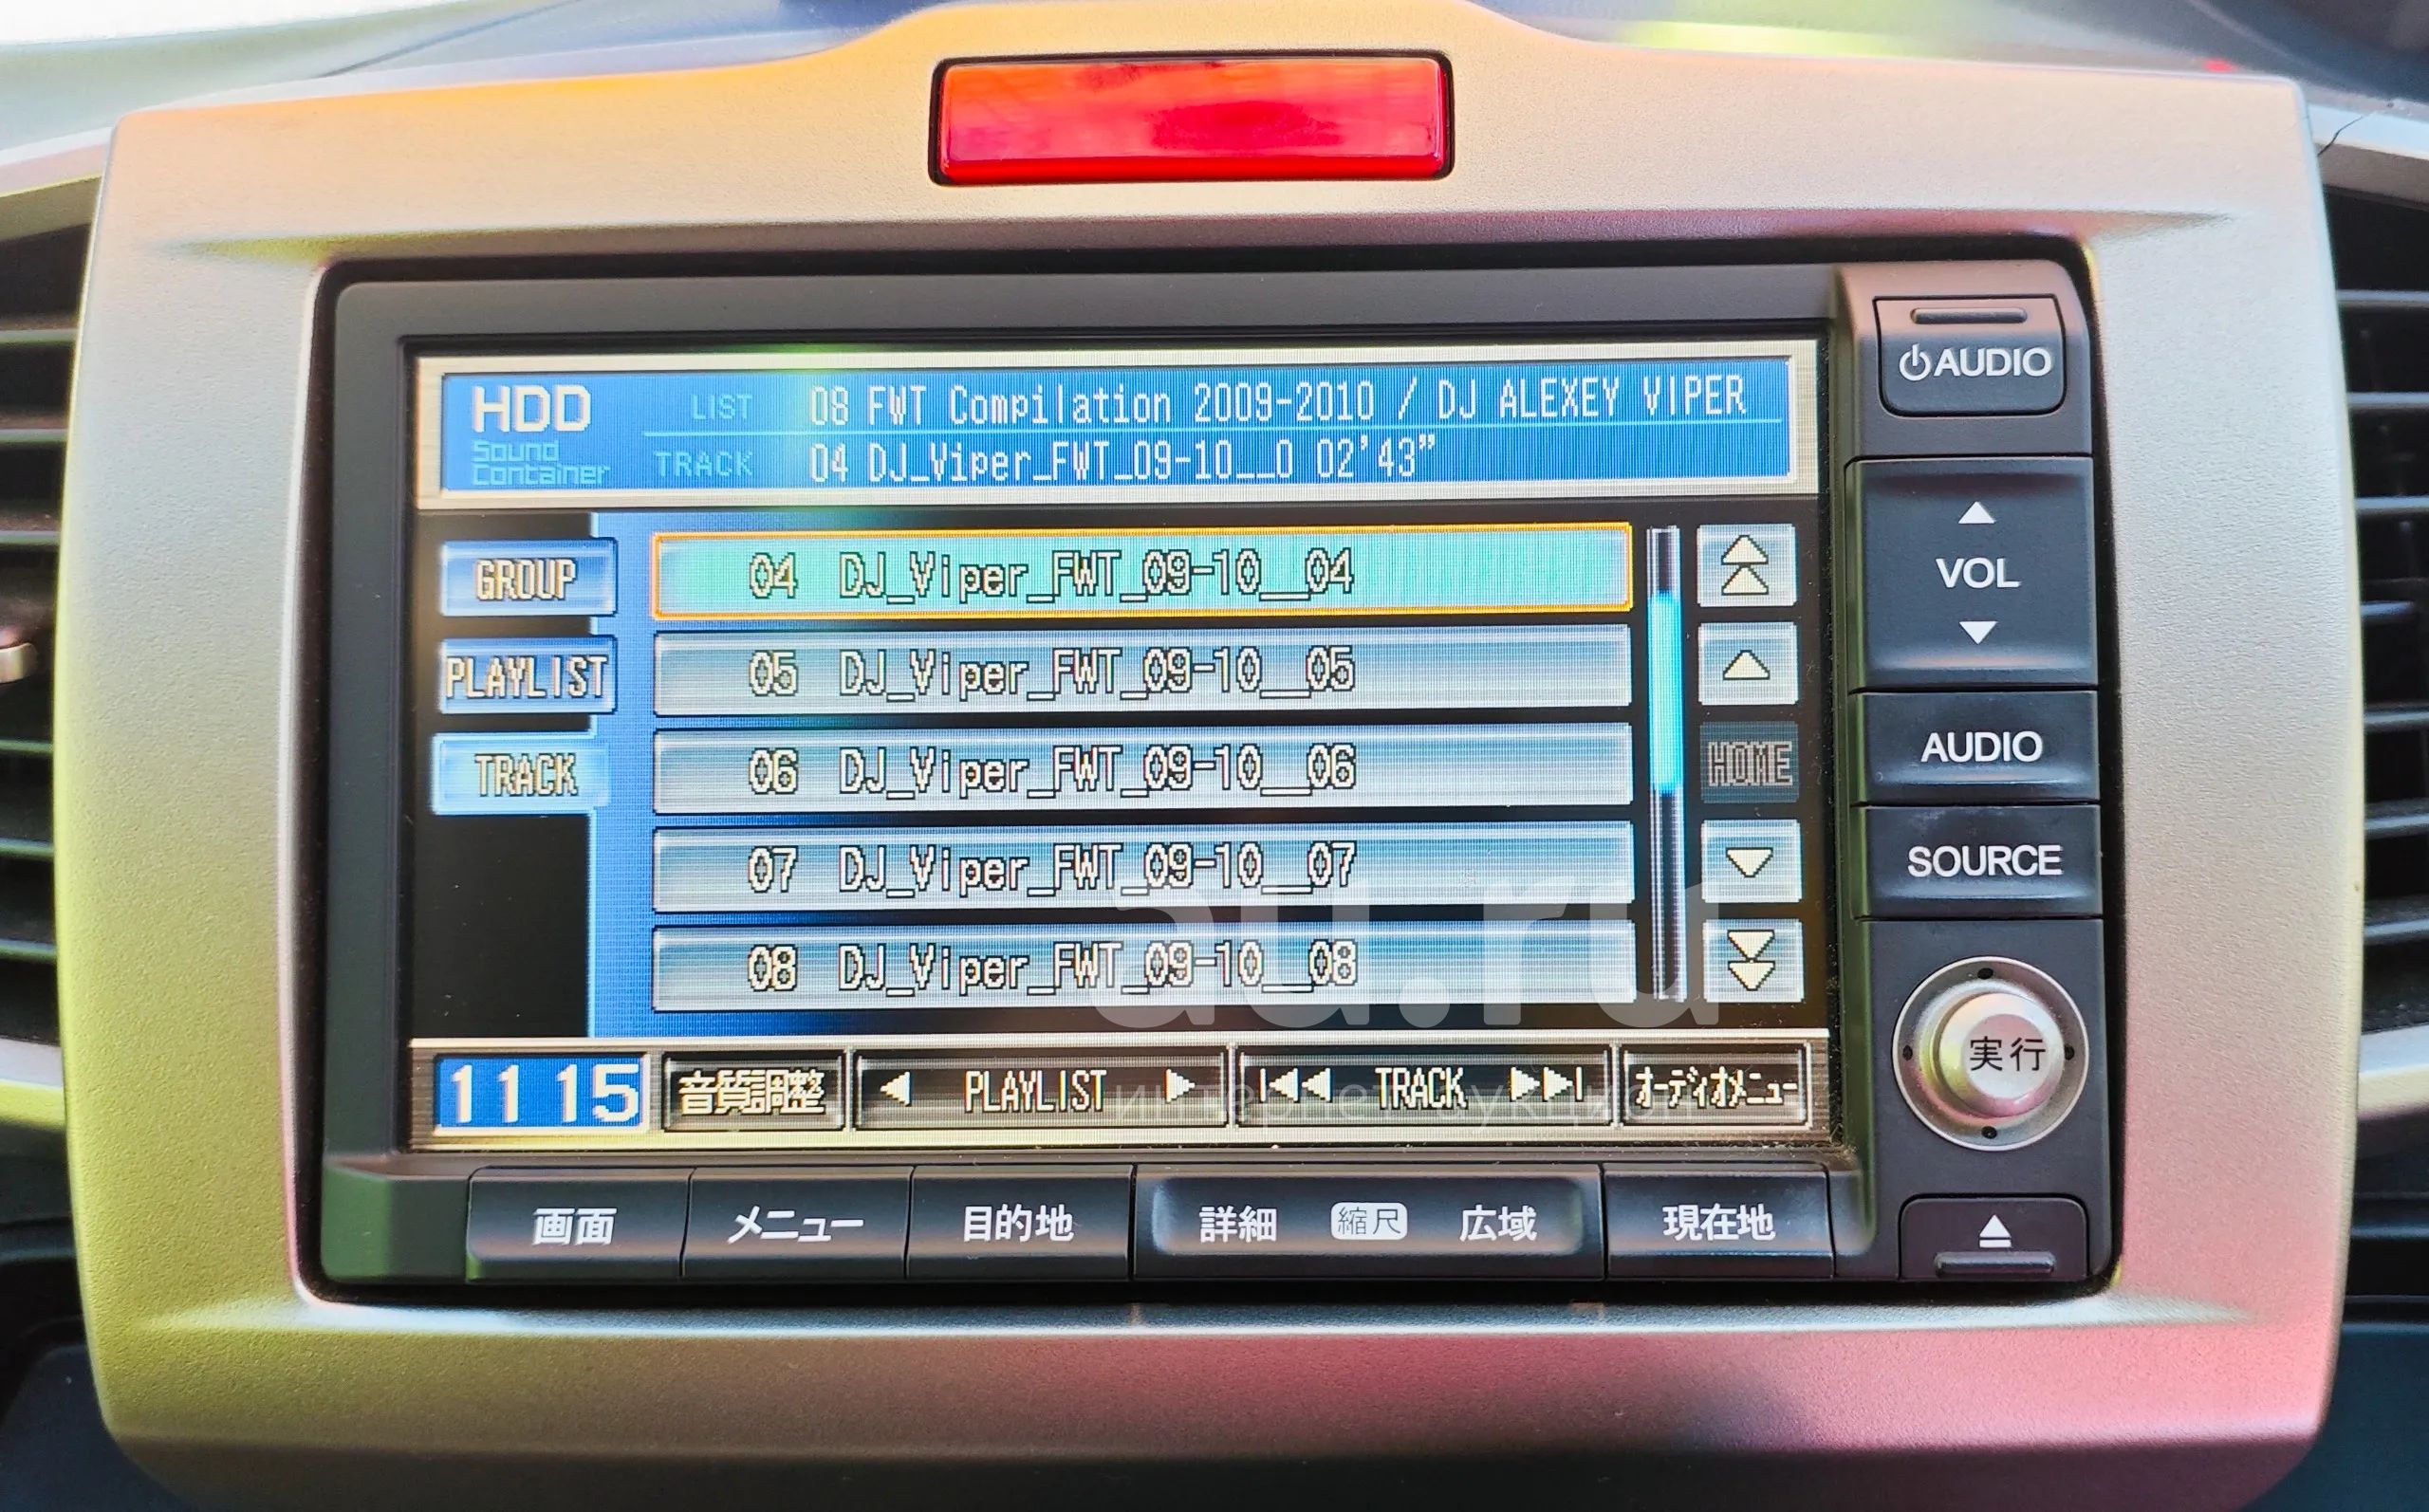 AUDIO
HDD
Sound
Container
LIST 08 FWT Compilation 2009-2010 / DJ ALEXEY VIPER
TRACK 04 DJ_Viper_FWT_09-10__0 02'43"
GROUP
PLAYLIST
TRACK
04 DJ_Viper_FWT_09-10__04
05 DJ_Viper_FWT_09-10__05
06 DJ_Viper_FWT_09-10__06
07 DJ_Viper_FWT_09-10__07
08 DJ_Viper_FWT_09-10__08
HOME
VOL
AUDIO
SOURCE
実行
au.ru
интернет аукцион
11 15 音質調整 PLAYLIST TRACK オーディオメニュー
画面 メニュー 目的地 詳細 縮尺 広域 現在地